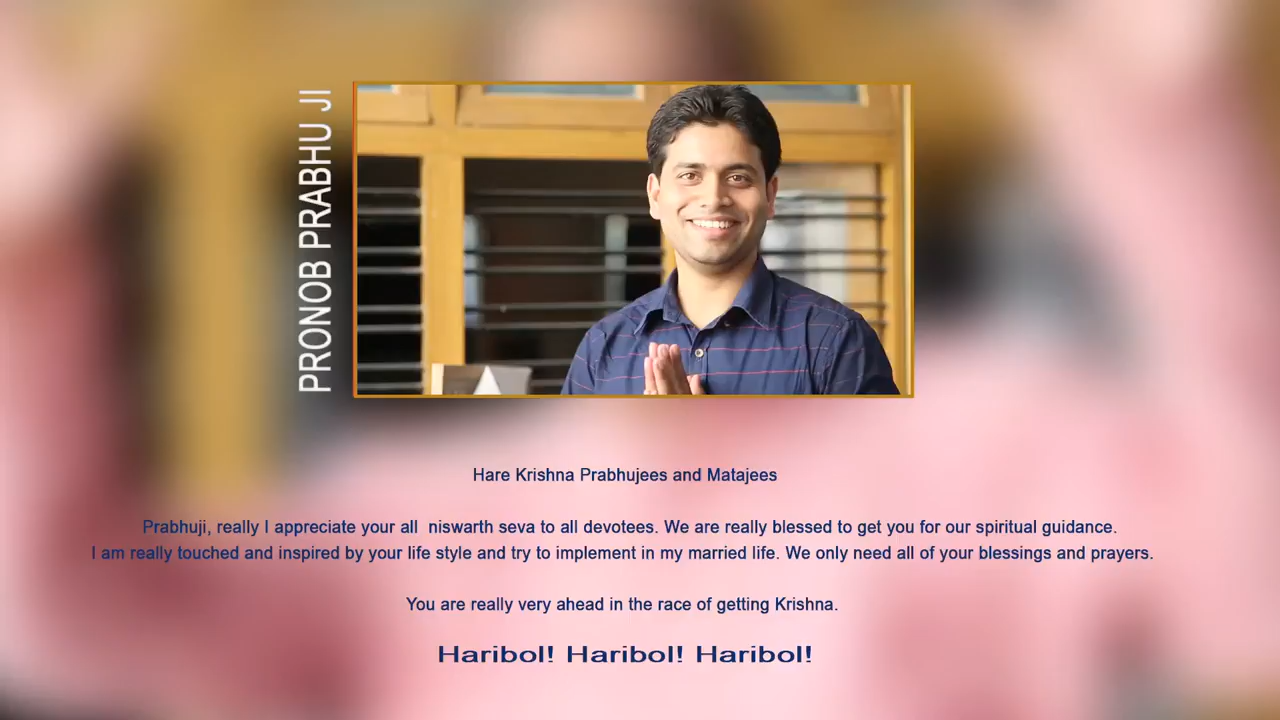 PRONOB PRABHU JI
Hare Krishna Prabhujees and Matajees
Prabhuji, really I appreciate your all  niswarth seva to all devotees. We are really blessed to get you for our spiritual guidance.
I am really touched and inspired by your life style and try to implement in my married life. We only need all of your blessings and prayers.
You are really very ahead in the race of getting Krishna.
Haribol! Haribol! Haribol!